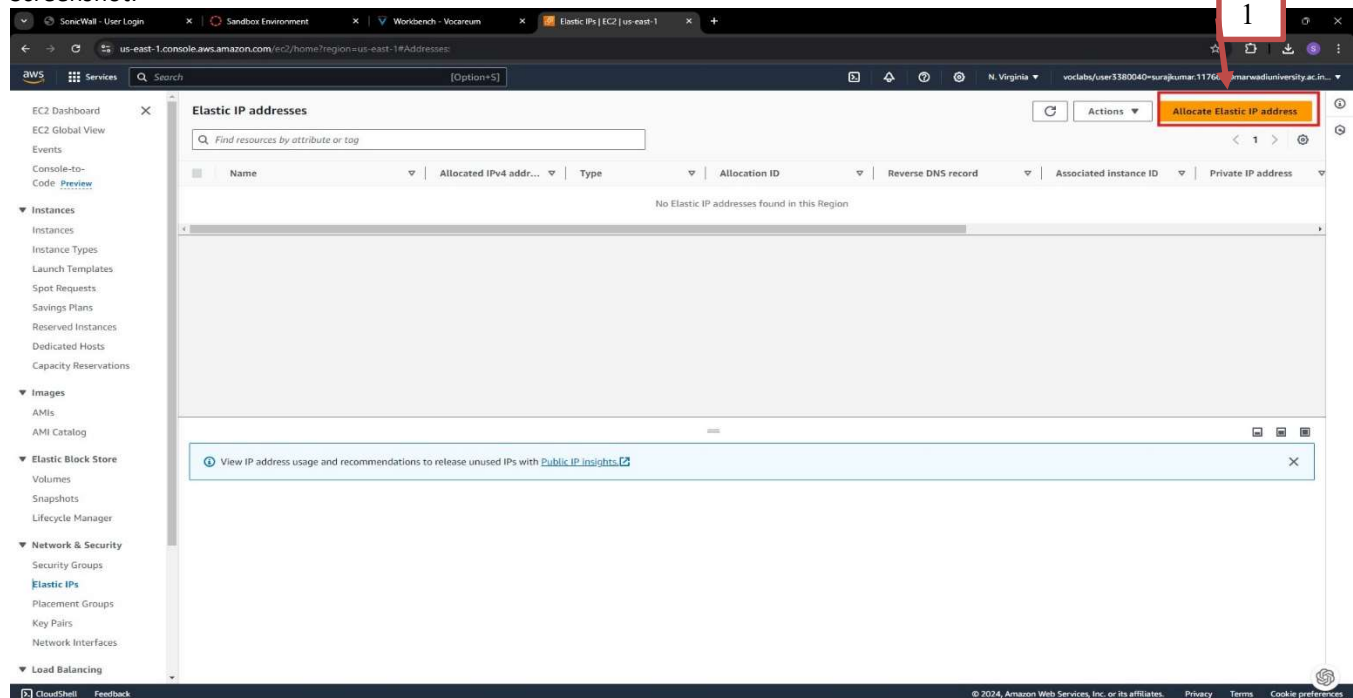 screenshot.
1
SonicWall - User Login
Sandbox Environment
Workbench - Vocareum
Elastic IPs | EC2 | us-east-1
us-east-1.console.aws.amazon.com/ec2/home?region=us-east-1#Addresses:
aws Services Search [Option+S] N. Virginia
EC2 Dashboard
EC2 Global View
Events
Console-to-
Code Preview
Instances
Instances
Instance Types
Launch Templates
Spot Requests
Savings Plans
Reserved Instances
Dedicated Hosts
Capacity Reservations
Images
AMIs
AMI Catalog
Elastic Block Store
Volumes
Snapshots
Lifecycle Manager
Network & Security
Security Groups
Elastic IPs
Placement Groups
Key Pairs
Network Interfaces
Load Balancing
Elastic IP addresses
Actions
Allocate Elastic IP address
Find resources by attribute or tag
1
Name Allocated IPv4 addr... Type Allocation ID Reverse DNS record Associated instance ID Private IP address
No Elastic IP addresses found in this Region
View IP address usage and recommendations to release unused IPs with Public IP insights.
CloudShell Feedback
© 2024, Amazon Web Services, Inc. or its affiliates. Privacy Terms Cookie preferences